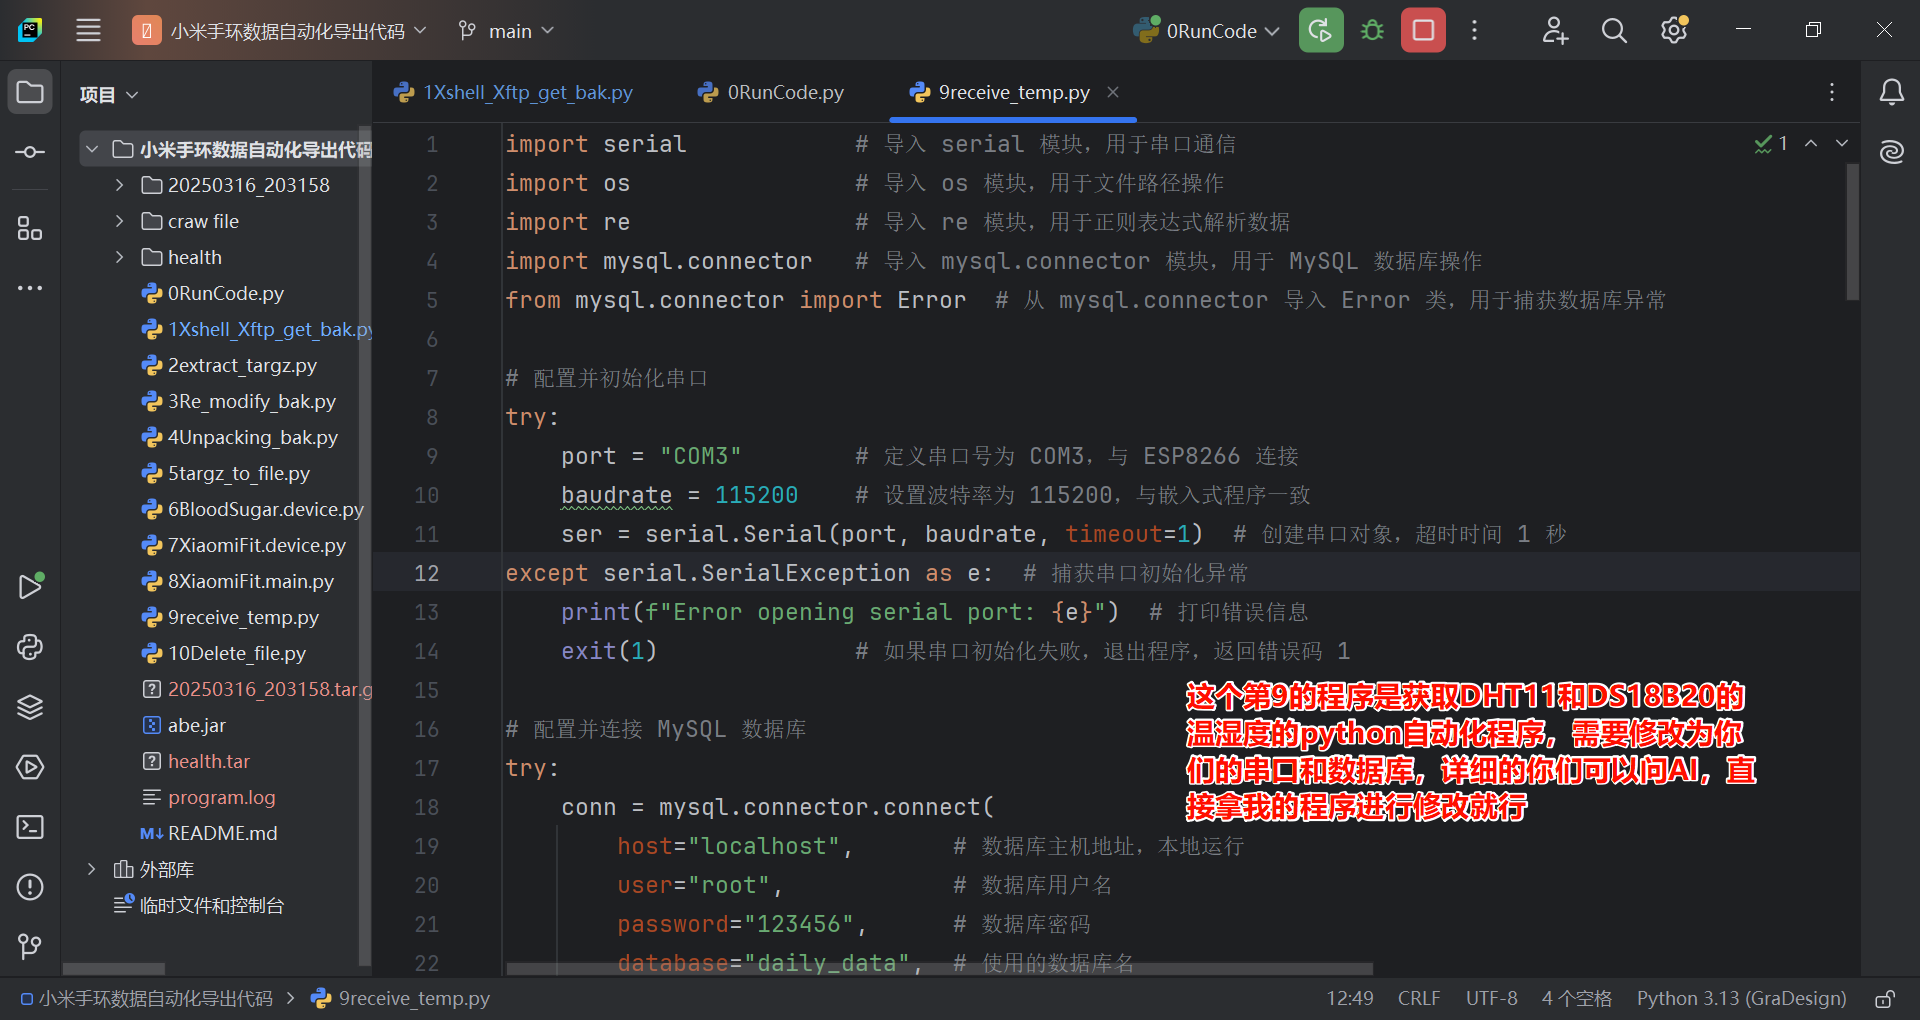 小米手环数据自动化导出代码
main
0RunCode
项目
1Xshell_Xftp_get_bak.py
0RunCode.py
9receive_temp.py
小米手环数据自动化导出代码
20250316_203158
craw file
health
0RunCode.py
1Xshell_Xftp_get_bak.py
2extract_targz.py
3Re_modify_bak.py
4Unpacking_bak.py
5targz_to_file.py
6BloodSugar.device.py
7XiaomiFit.device.py
8XiaomiFit.main.py
9receive_temp.py
10Delete_file.py
20250316_203158.tar.g
abe.jar
health.tar
program.log
README.md
外部库
临时文件和控制台
1 import serial # 导入 serial 模块，用于串口通信
2 import os # 导入 os 模块，用于文件路径操作
3 import re # 导入 re 模块，用于正则表达式解析数据
4 import mysql.connector # 导入 mysql.connector 模块，用于 MySQL 数据库操作
5 from mysql.connector import Error # 从 mysql.connector 导入 Error 类，用于捕获数据库异常
6
7 # 配置并初始化串口
8 try:
9 port = "COM3" # 定义串口号为 COM3，与 ESP8266 连接
10 baudrate = 115200 # 设置波特率为 115200，与嵌入式程序一致
11 ser = serial.Serial(port, baudrate, timeout=1) # 创建串口对象，超时时间 1 秒
12 except serial.SerialException as e: # 捕获串口初始化异常
13 print(f"Error opening serial port: {e}") # 打印错误信息
14 exit(1) # 如果串口初始化失败，退出程序，返回错误码 1
15
16 # 配置并连接 MySQL 数据库
17 try:
18 conn = mysql.connector.connect(
19 host="localhost", # 数据库主机地址，本地运行
20 user="root", # 数据库用户名
21 password="123456", # 数据库密码
22 database="daily_data", # 使用的数据库名
1
这个第9的程序是获取DHT11和DS18B20的
温湿度的python自动化程序，需要修改为你
们的串口和数据库，详细的你们可以问AI，直
接拿我的程序进行修改就行
小米手环数据自动化导出代码 > 9receive_temp.py
12:49 CRLF UTF-8 4 个空格 Python 3.13 (GraDesign)